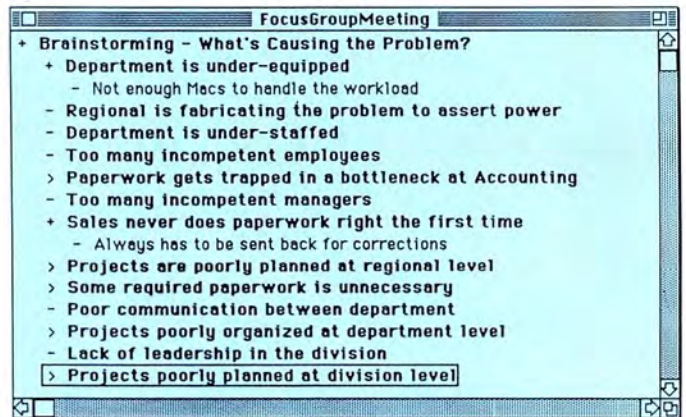 FocusGroupMeeting
+ Brainstorming - What's Causing the Problem?
+ Department is under-equipped
- Not enough Macs to handle the workload
- Regional is fabricating the problem to assert power
- Department is under-staffed
- Too many incompetent employees
> Paperwork gets trapped in a bottleneck at Accounting
- Too many incompetent managers
+ Sales never does paperwork right the first time
- Always has to be sent back for corrections
> Projects are poorly planned at regional level
> Some required paperwork is unnecessary
- Poor communication between department
> Projects poorly organized at department level
- Lack of leadership in the division
> Projects poorly planned at division level